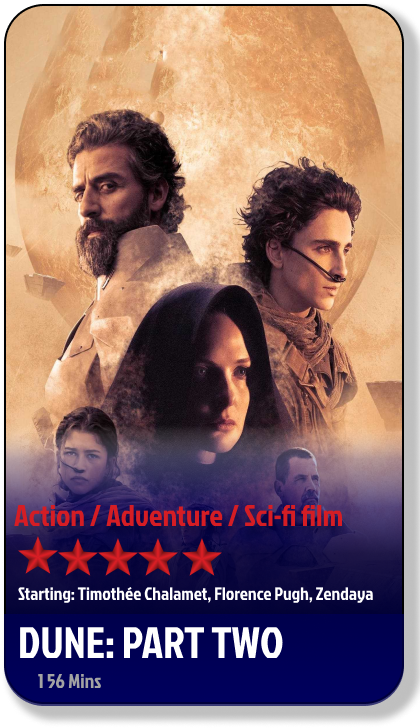 Action / Adventure / Sci-fi film
Starting: Timothée Chalamet, Florence Pugh, Zendaya
DUNE: PART TWO
156 Mins